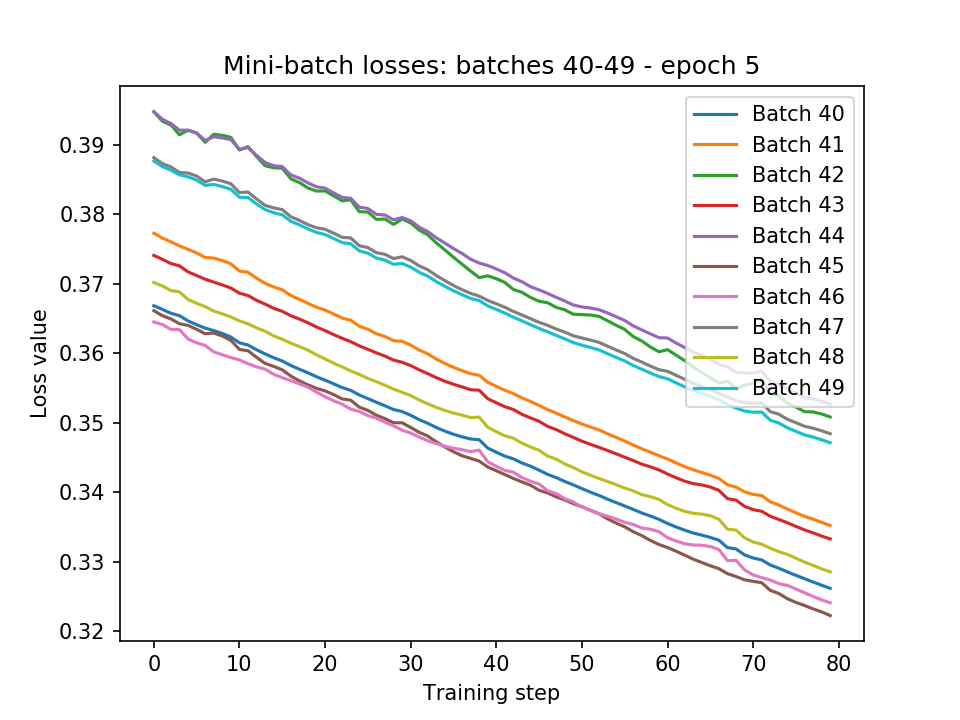 Mini-batch losses: batches 40-49 - epoch 5
Batch 40
Batch 41
Batch 42
Batch 43
Batch 44
Batch 45
Batch 46
Batch 47
Batch 48
Batch 49
0.39
0.38
0.37
0.36
0.35
0.34
0.33
0.32
Loss value
0 10 20 30 40 50 60 70 80
Training step